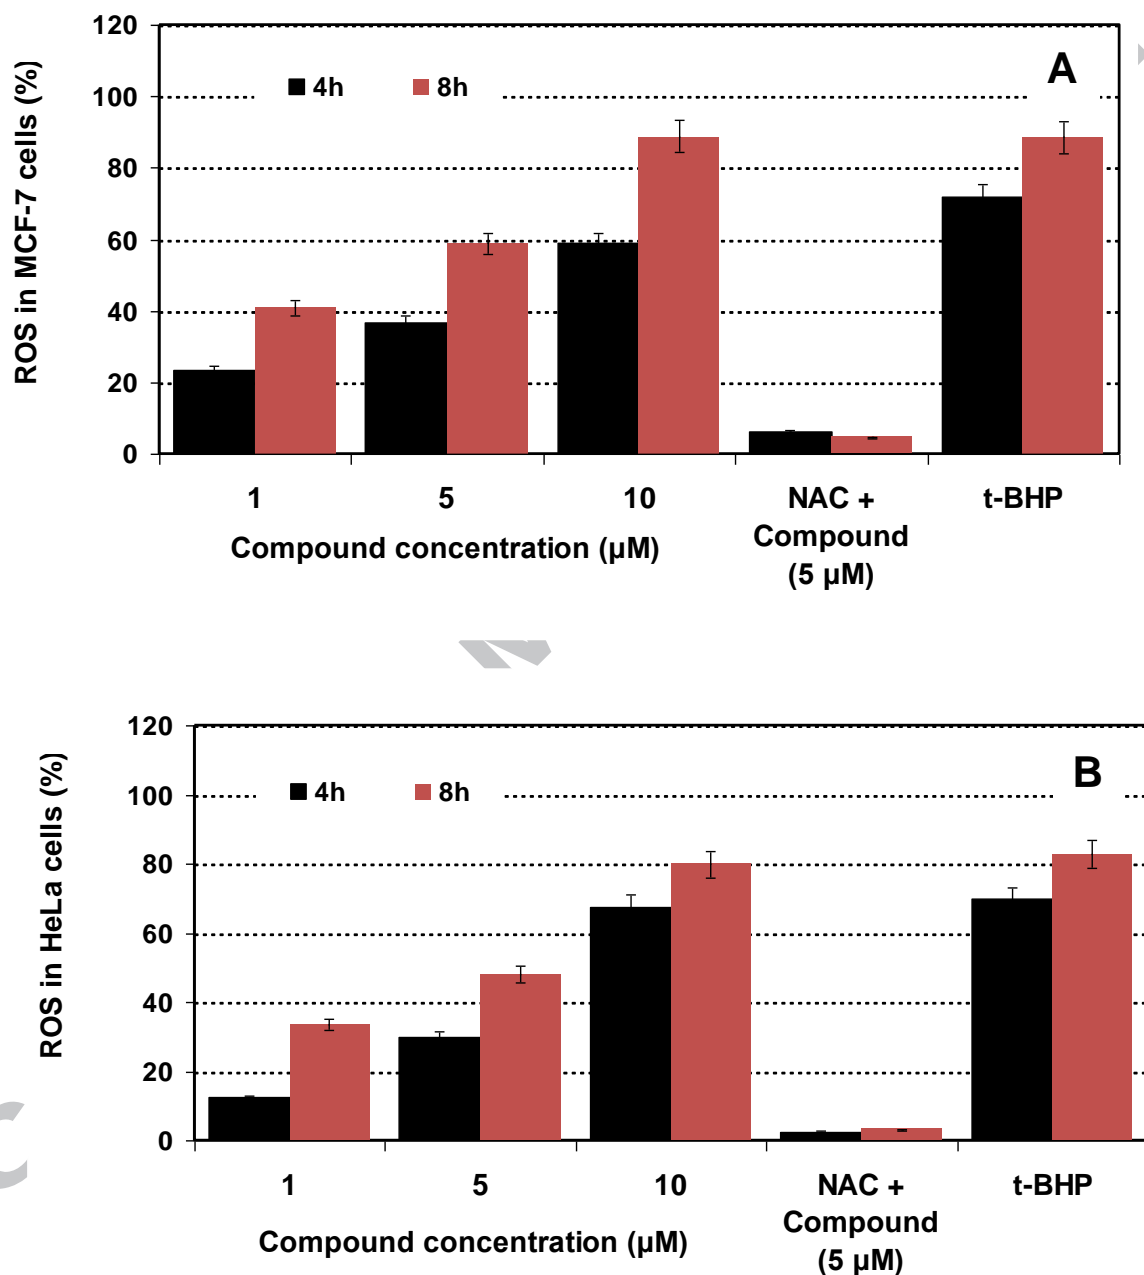 120
100
80
60
40
20
0
ROS in MCF-7 cells (%)
4h 8h
A
1 5 10 NAC + t-BHP
Compound
(5 µM)
Compound concentration (µM)
120
100
80
60
40
20
0
ROS in HeLa cells (%)
4h 8h
B
1 5 10 NAC + t-BHP
Compound
(5 µM)
Compound concentration (µM)